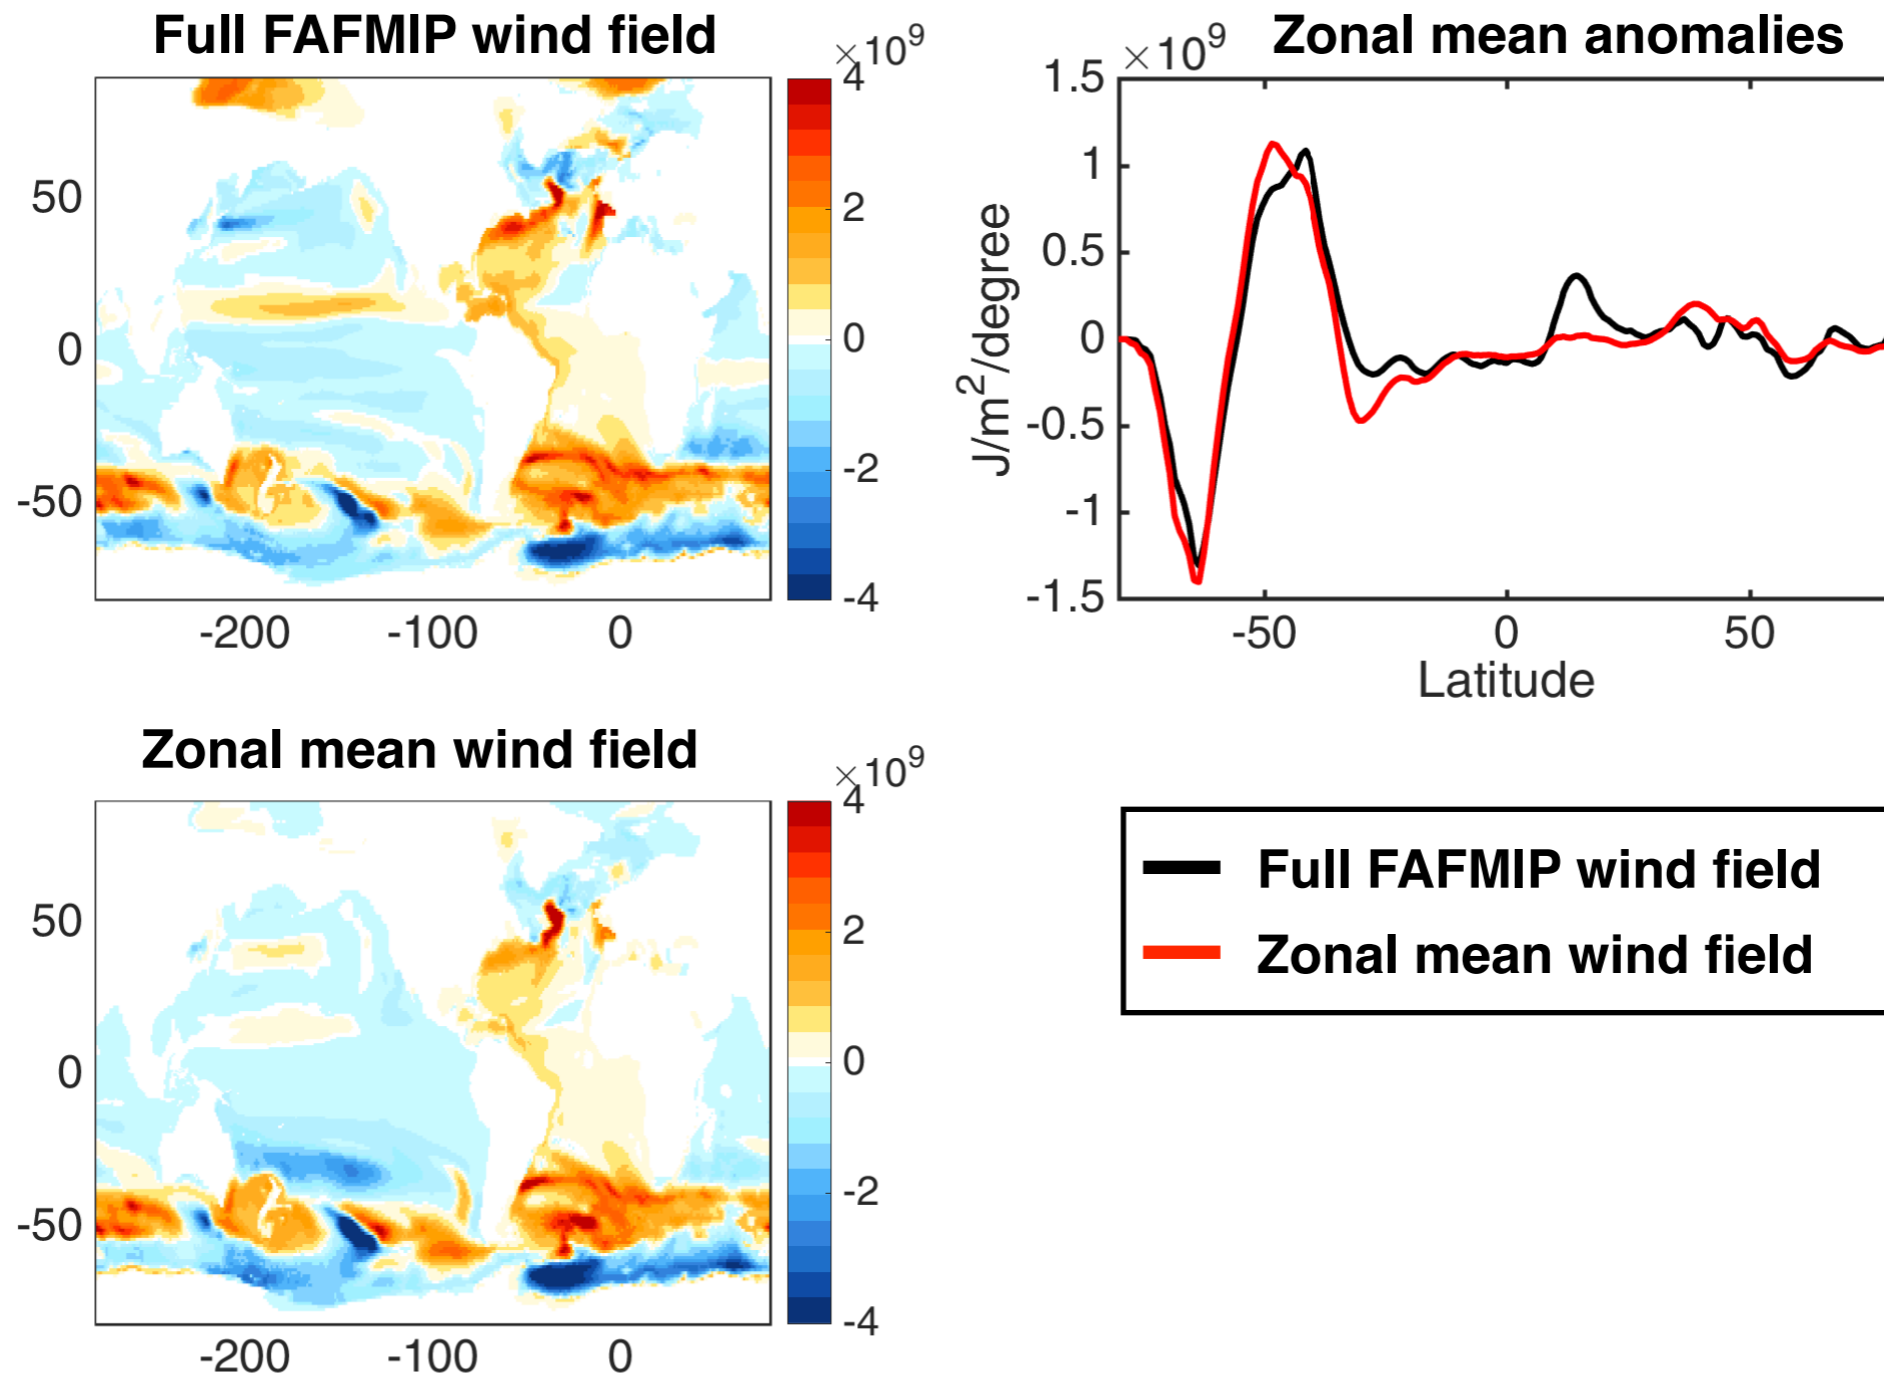 Full FAFMIP wind field
×10⁹
4
2
0
-2
-4
50
0
-50
-200 -100 0
Zonal mean anomalies
×10⁹
1.5
1
0.5
0
-0.5
-1
-1.5
J/m²/degree
-50 0 50
Latitude
Zonal mean wind field
×10⁹
4
2
0
-2
-4
50
0
-50
-200 -100 0
Full FAFMIP wind field
Zonal mean wind field